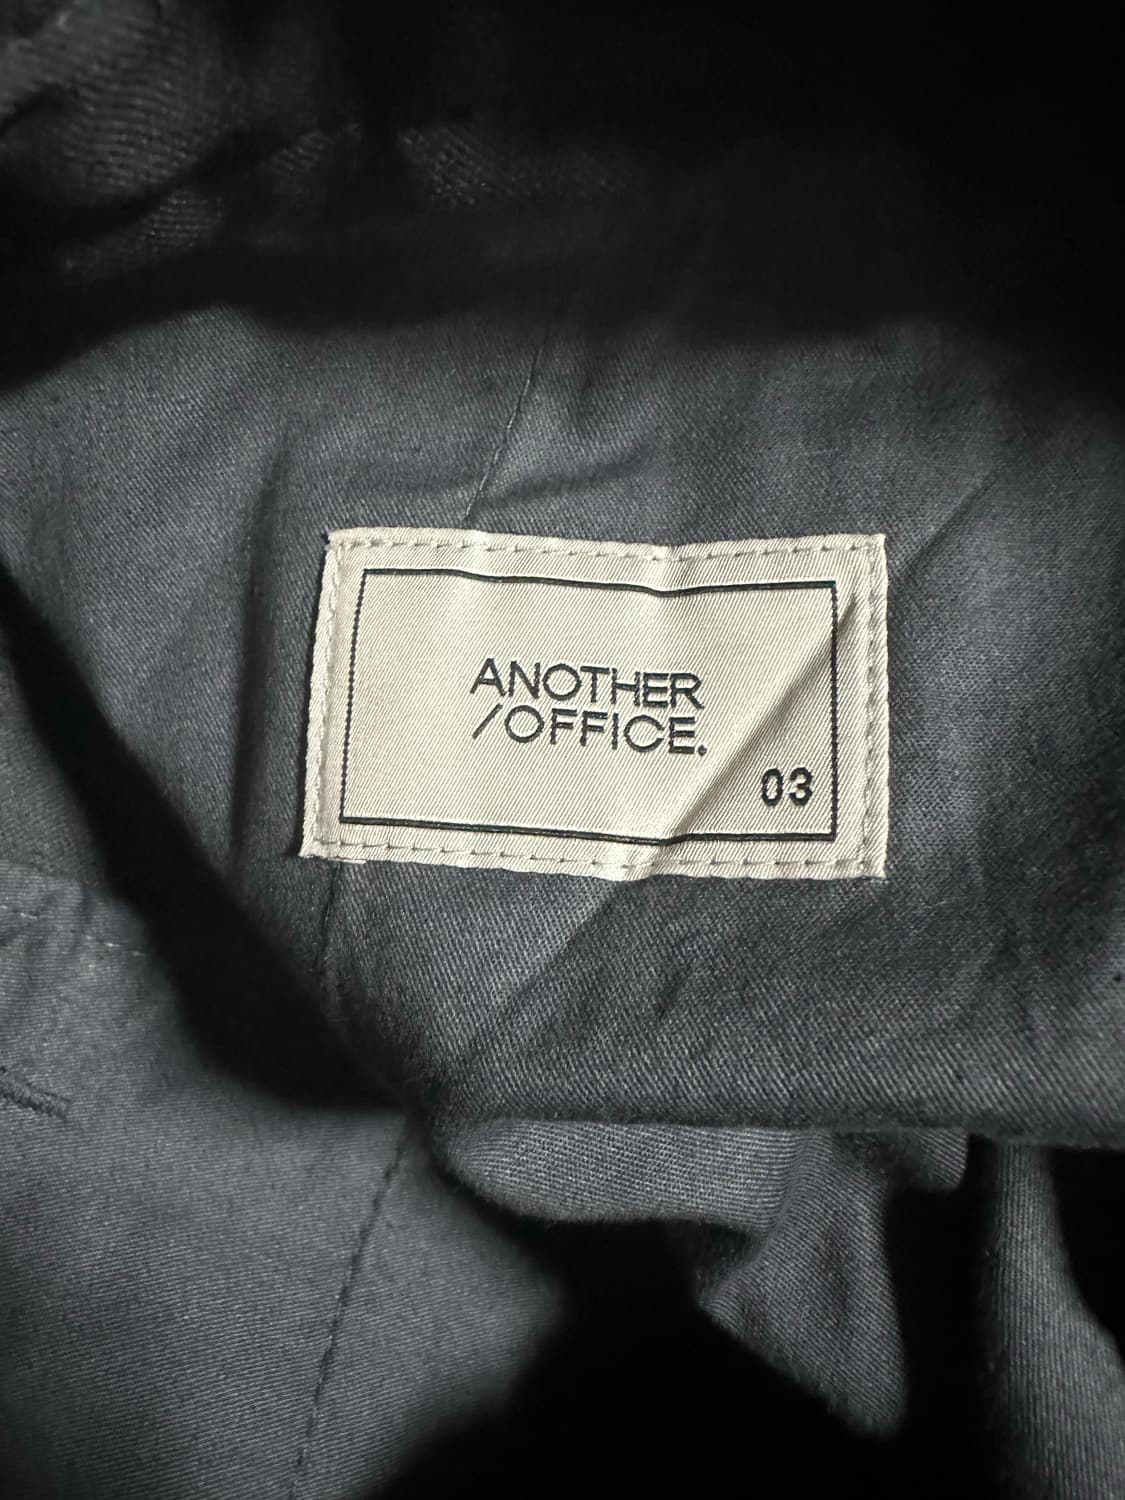 ANOTHER
/OFFICE.
03